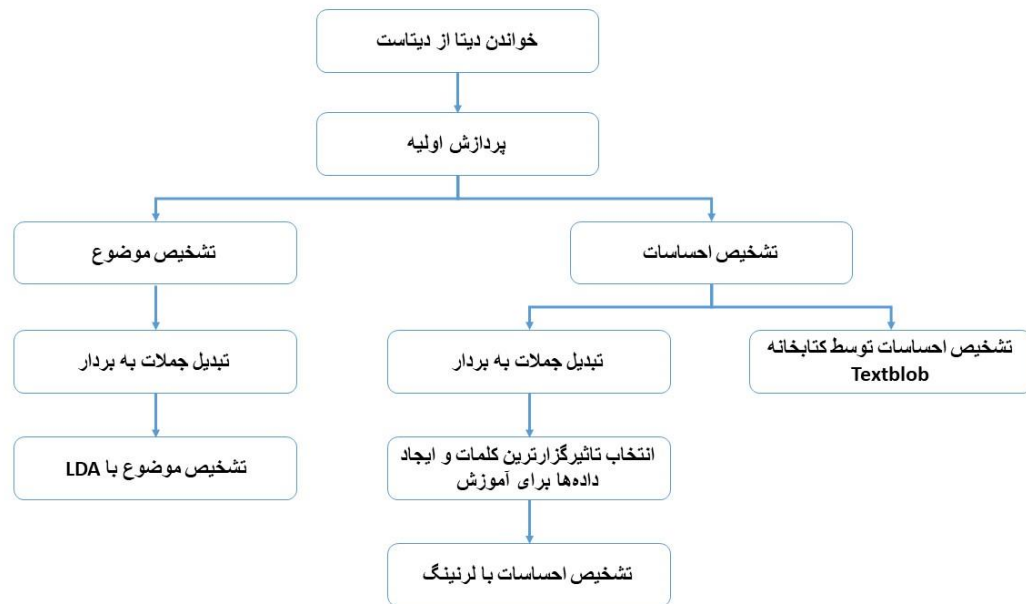 خواندن دیتا از دیتاست
پردازش اولیه
تشخیص احساسات
تشخیص موضوع
تشخیص احساسات توسط کتابخانه
Textblob
تبدیل جملات به بردار
تبدیل جملات به بردار
انتخاب تاثیرگزارترین کلمات و ایجاد
داده‌ها برای آموزش
تشخیص موضوع با LDA
تشخیص احساسات با لرنینگ